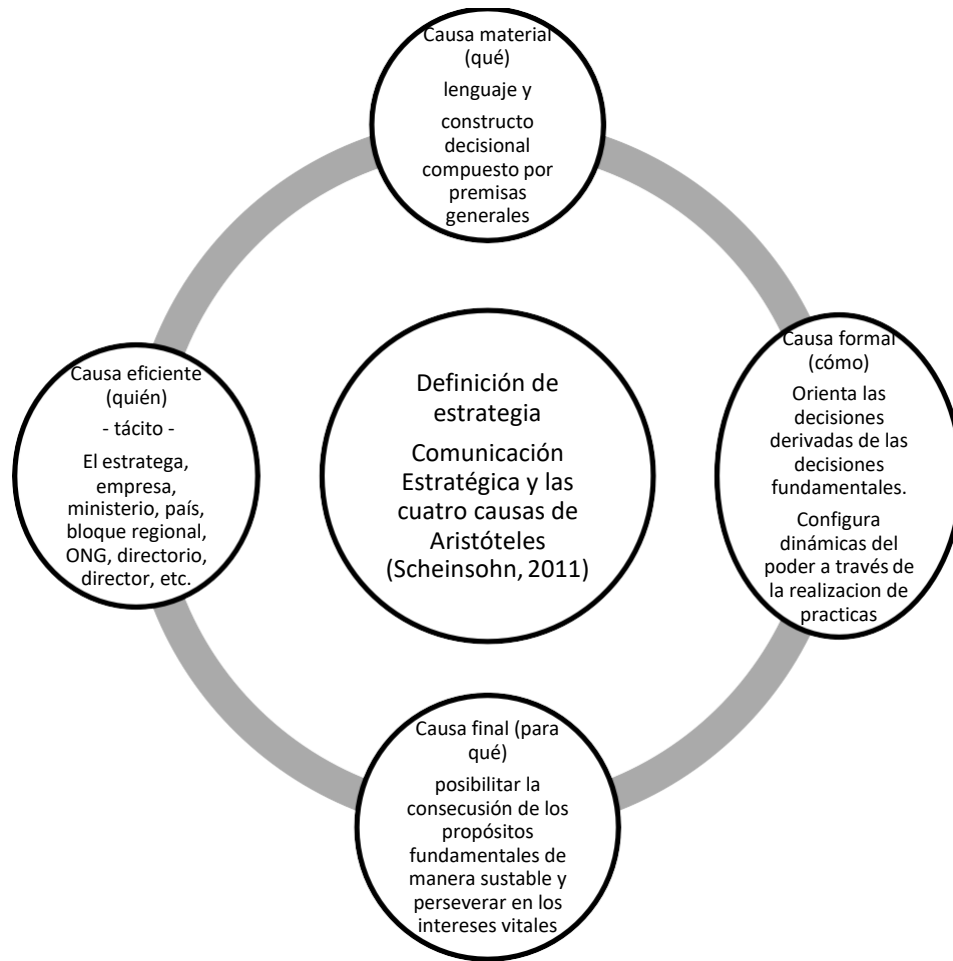 Causa material
(qué)
lenguaje y
constructo
decisional
compuesto por
premisas
generales
Causa formal
(cómo)
Orienta las
decisiones
derivadas de las
decisiones
fundamentales.
Configura
dinámicas del
poder a través de
la realizacion de
practicas
Causa final (para
qué)
posibilitar la
consecusión de los
propósitos
fundamentales de
manera sustable y
perseverar en los
intereses vitales
Causa eficiente
(quién)
- tácito -
El estratega,
empresa,
ministerio, país,
bloque regional,
ONG, directorio,
director, etc.
Definición de
estrategia
Comunicación
Estratégica y las
cuatro causas de
Aristóteles
(Scheinsohn, 2011)